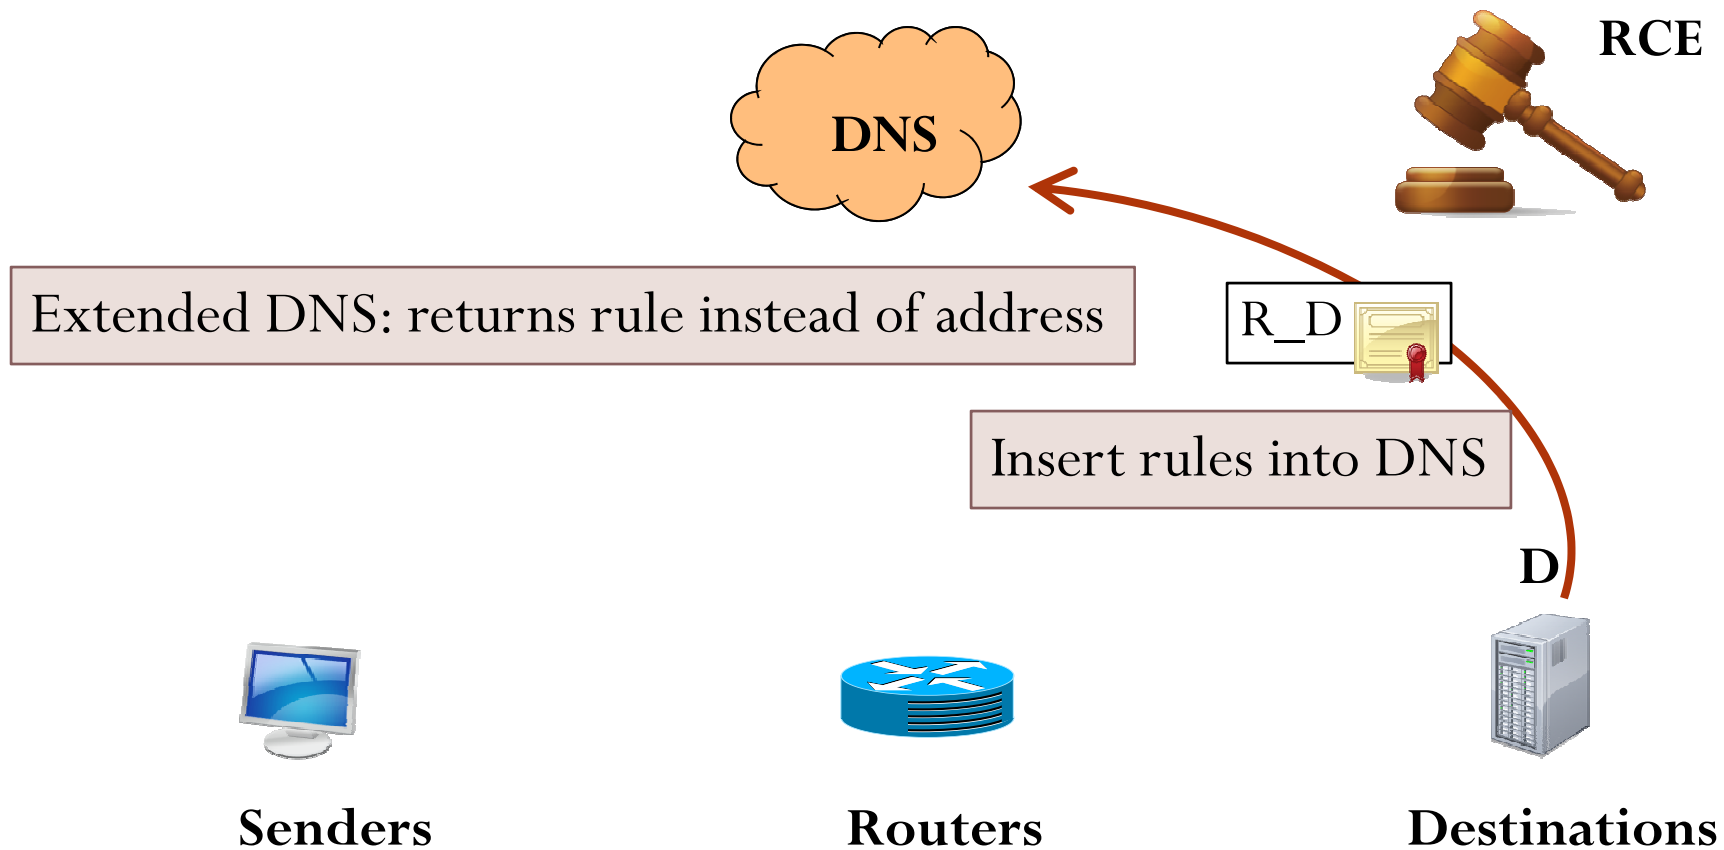 RCE
DNS
Extended DNS: returns rule instead of address
R_D
Insert rules into DNS
D
Senders
Routers
Destinations